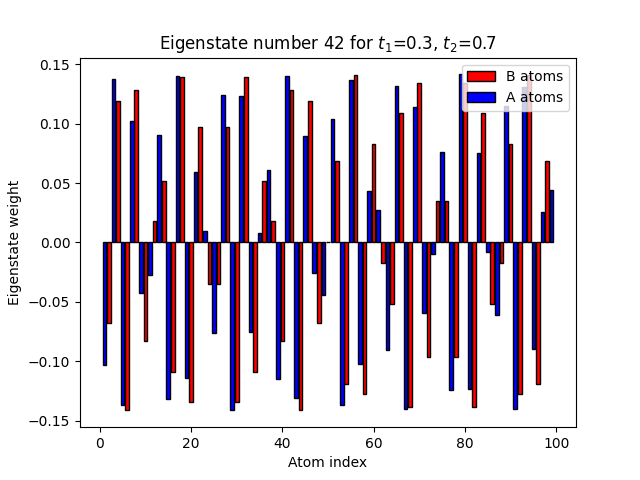 Eigenstate number 42 for t₁=0.3, t₂=0.7
B atoms
A atoms
Eigenstate weight
0.15
0.10
0.05
0.00
−0.05
−0.10
−0.15
0 20 40 60 80 100
Atom index